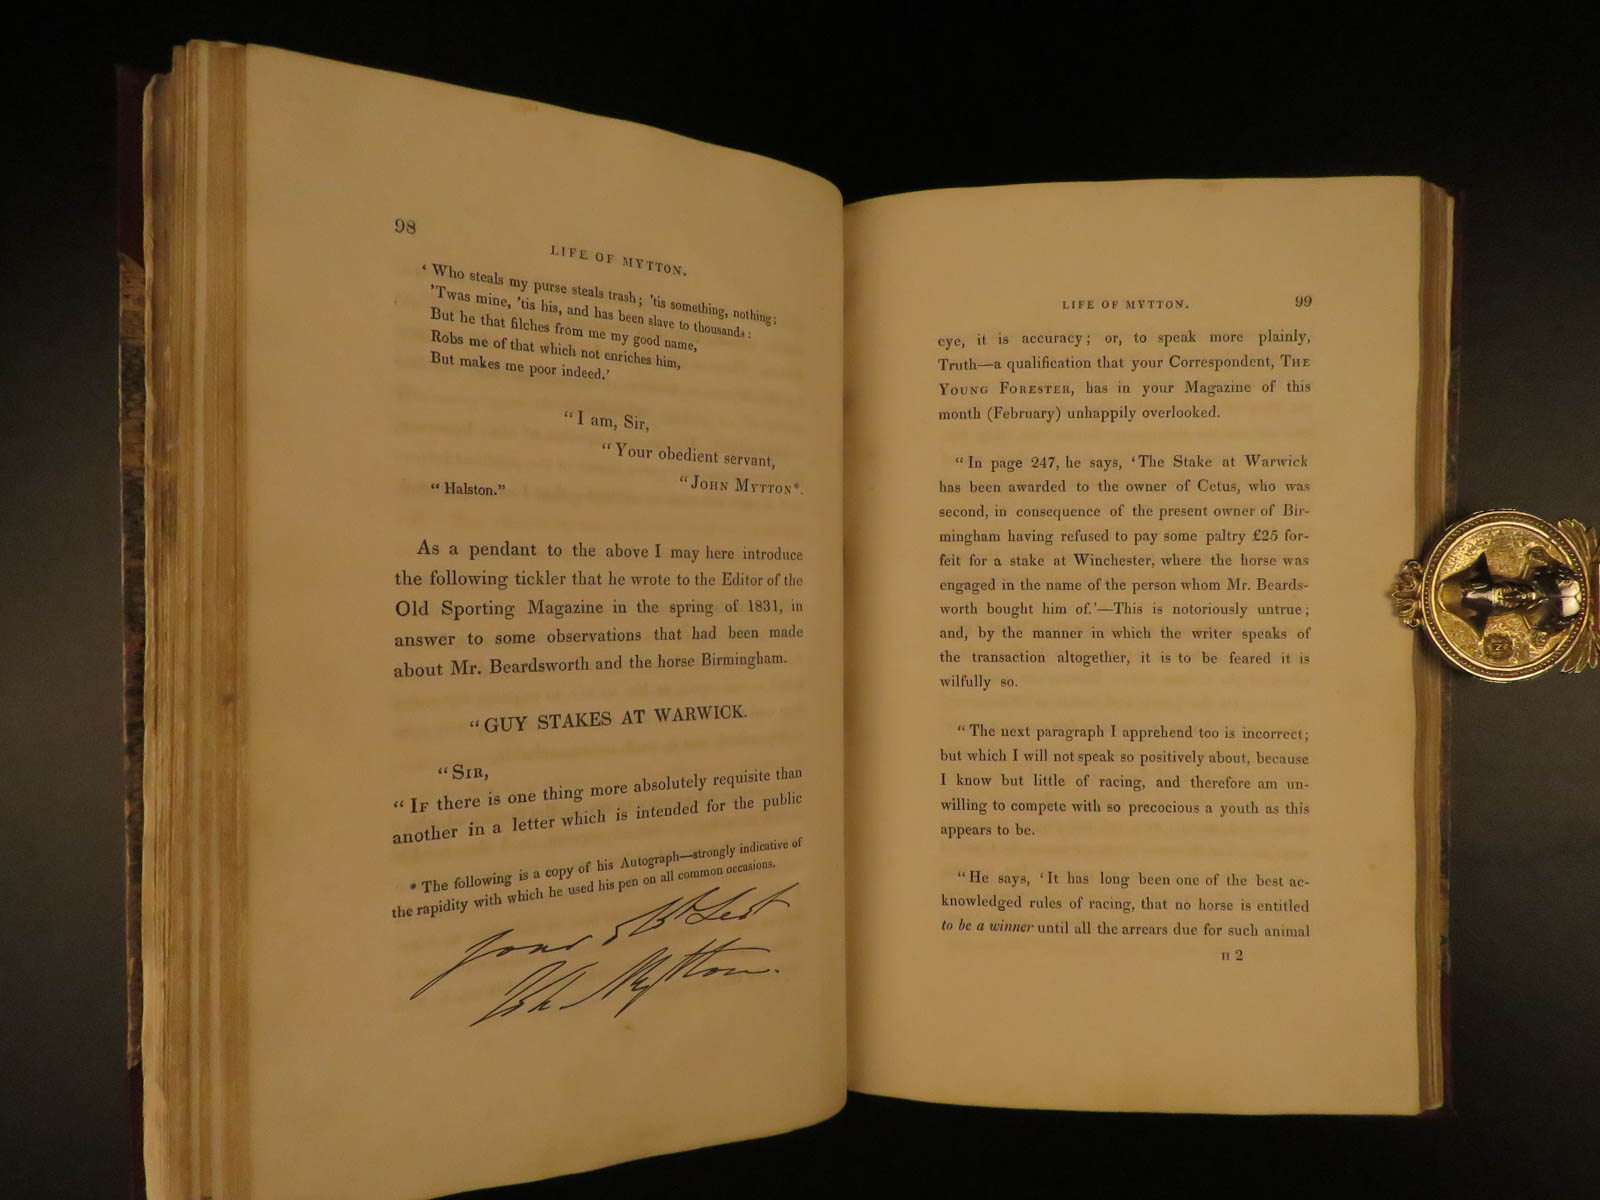 98
LIFE OF MYTTON.
‘ Who steals my purse steals trash; 'tis something, nothing;
'Twas mine, 'tis his, and has been slave to thousands:
But he that filches from me my good name,
Robs me of that which not enriches him,
But makes me poor indeed.’
“I am, Sir,
“Your obedient servant,
“JOHN MYTTON*.
“Halston.”
As a pendant to the above I may here introduce
the following tickler that he wrote to the Editor of the
Old Sporting Magazine in the spring of 1831, in
answer to some observations that had been made
about Mr. Beardsworth and the horse Birmingham.
“GUY STAKES AT WARWICK.
“SIR,
“IF there is one thing more absolutely requisite than
another in a letter which is intended for the public
* The following is a copy of his Autograph—strongly indicative of
the rapidity with which he used his pen on all common occasions.
Jno. Mytton.
LIFE OF MYTTON.
99
eye, it is accuracy; or, to speak more plainly,
Truth—a qualification that your Correspondent, THE
YOUNG FORESTER, has in your Magazine of this
month (February) unhappily overlooked.
“In page 247, he says, ‘The Stake at Warwick
has been awarded to the owner of Cetus, who was
second, in consequence of the present owner of Bir-
mingham having refused to pay some paltry £25 for-
feit for a stake at Winchester, where the horse was
engaged in the name of the person whom Mr. Beards-
worth bought him of.’—This is notoriously untrue;
and, by the manner in which the writer speaks of
the transaction altogether, it is to be feared it is
wilfully so.
“The next paragraph I apprehend too is incorrect;
but which I will not speak so positively about, because
I know but little of racing, and therefore am un-
willing to compete with so precocious a youth as this
appears to be.
“He says, ‘It has long been one of the best ac-
knowledged rules of racing, that no horse is entitled
to be a winner until all the arrears due for such animal
H 2